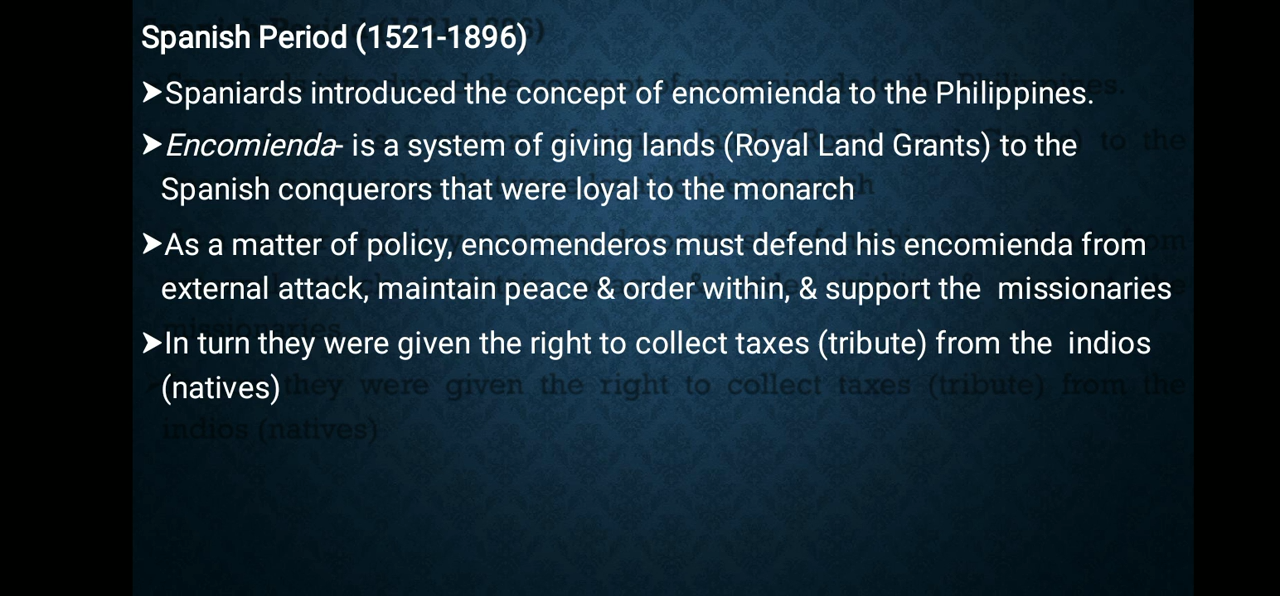 Spanish Period (1521-1896)
➤Spaniards introduced the concept of encomienda to the Philippines.
➤Encomienda- is a system of giving lands (Royal Land Grants) to the
Spanish conquerors that were loyal to the monarch
➤As a matter of policy, encomenderos must defend his encomienda from
external attack, maintain peace & order within, & support the missionaries
➤In turn they were given the right to collect taxes (tribute) from the indios
(natives)